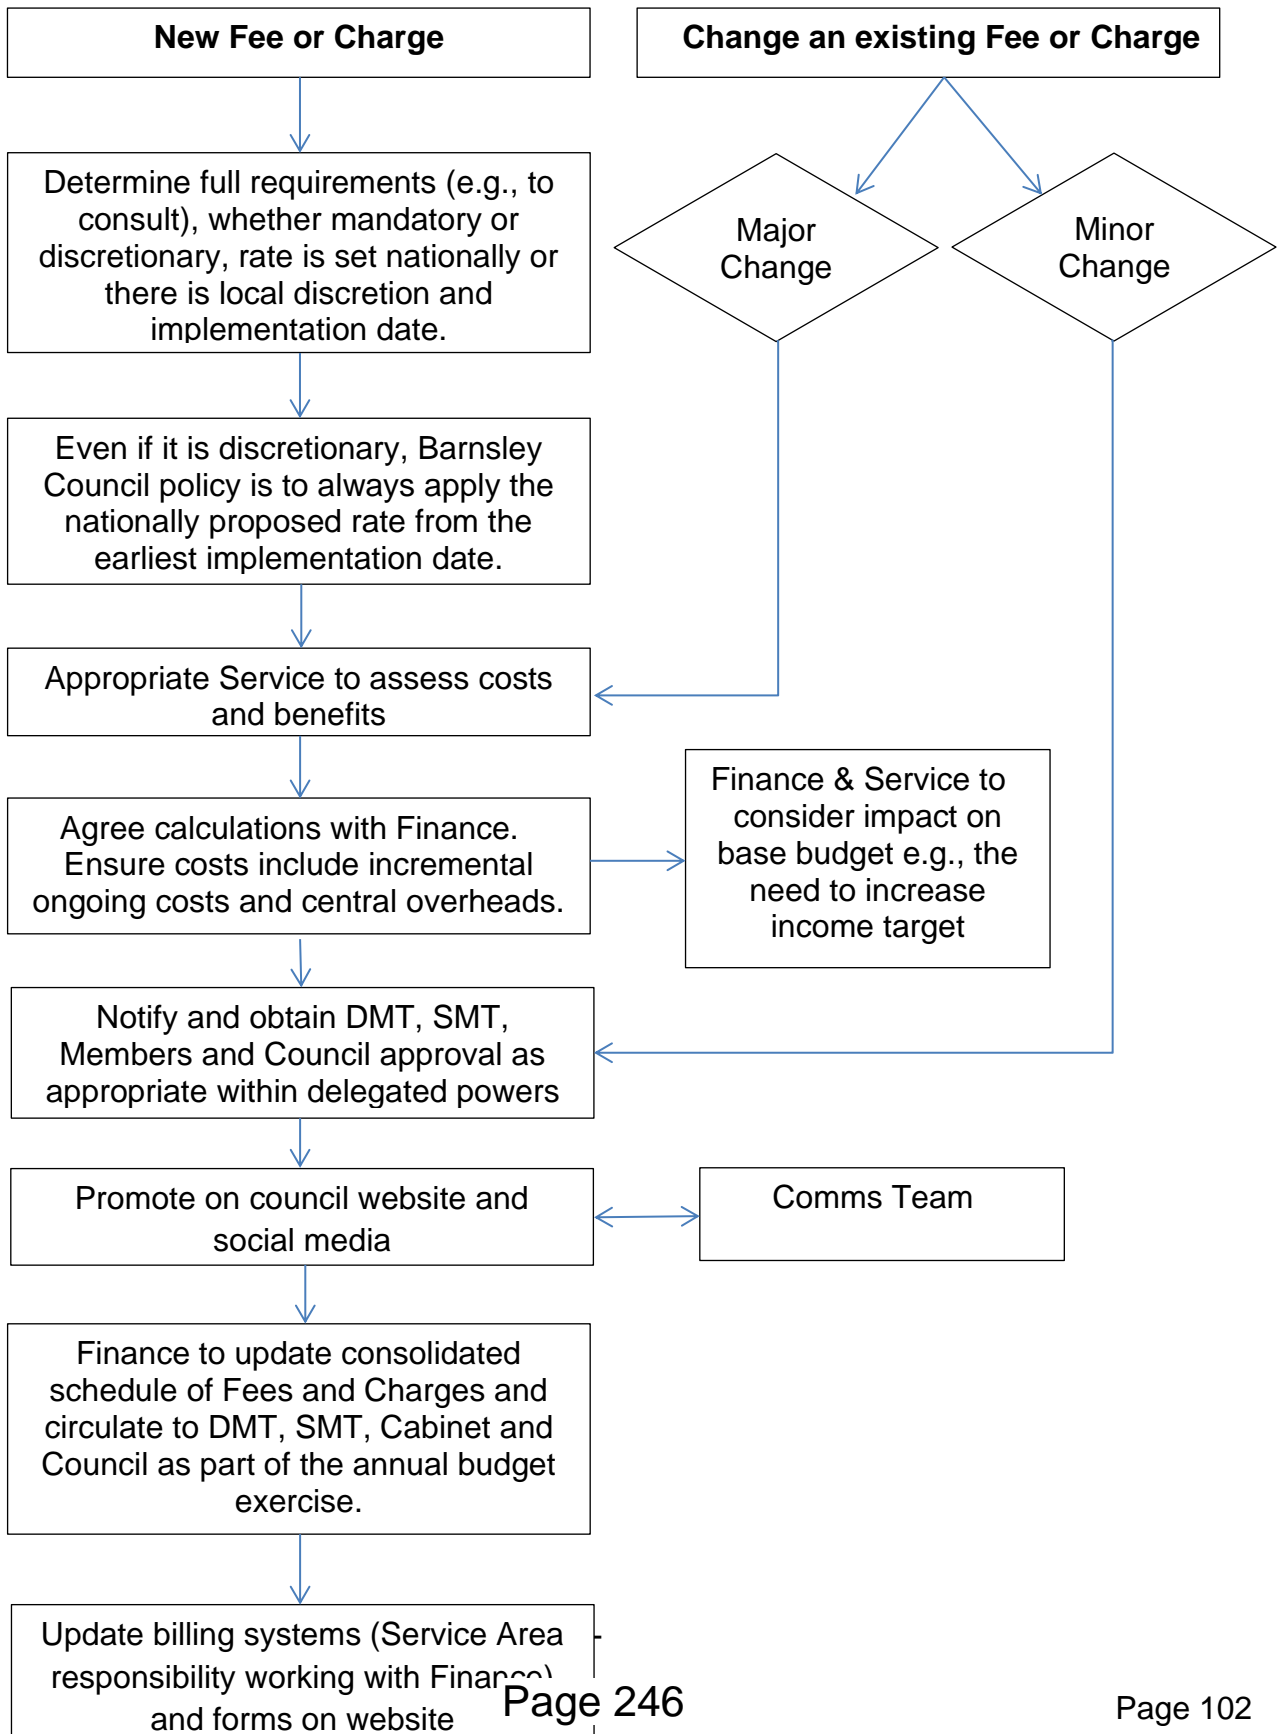 New Fee or Charge
Change an existing Fee or Charge
Determine full requirements (e.g., to
consult), whether mandatory or
discretionary, rate is set nationally or
there is local discretion and
implementation date.
Major
Change
Minor
Change
Even if it is discretionary, Barnsley
Council policy is to always apply the
nationally proposed rate from the
earliest implementation date.
Appropriate Service to assess costs
and benefits
Agree calculations with Finance.
Ensure costs include incremental
ongoing costs and central overheads.
Finance & Service to
consider impact on
base budget e.g., the
need to increase
income target
Notify and obtain DMT, SMT,
Members and Council approval as
appropriate within delegated powers
Promote on council website and
social media
Comms Team
Finance to update consolidated
schedule of Fees and Charges and
circulate to DMT, SMT, Cabinet and
Council as part of the annual budget
exercise.
Update billing systems (Service Area -
responsibility working with Finance)
and forms on website
Page 246
Page 102